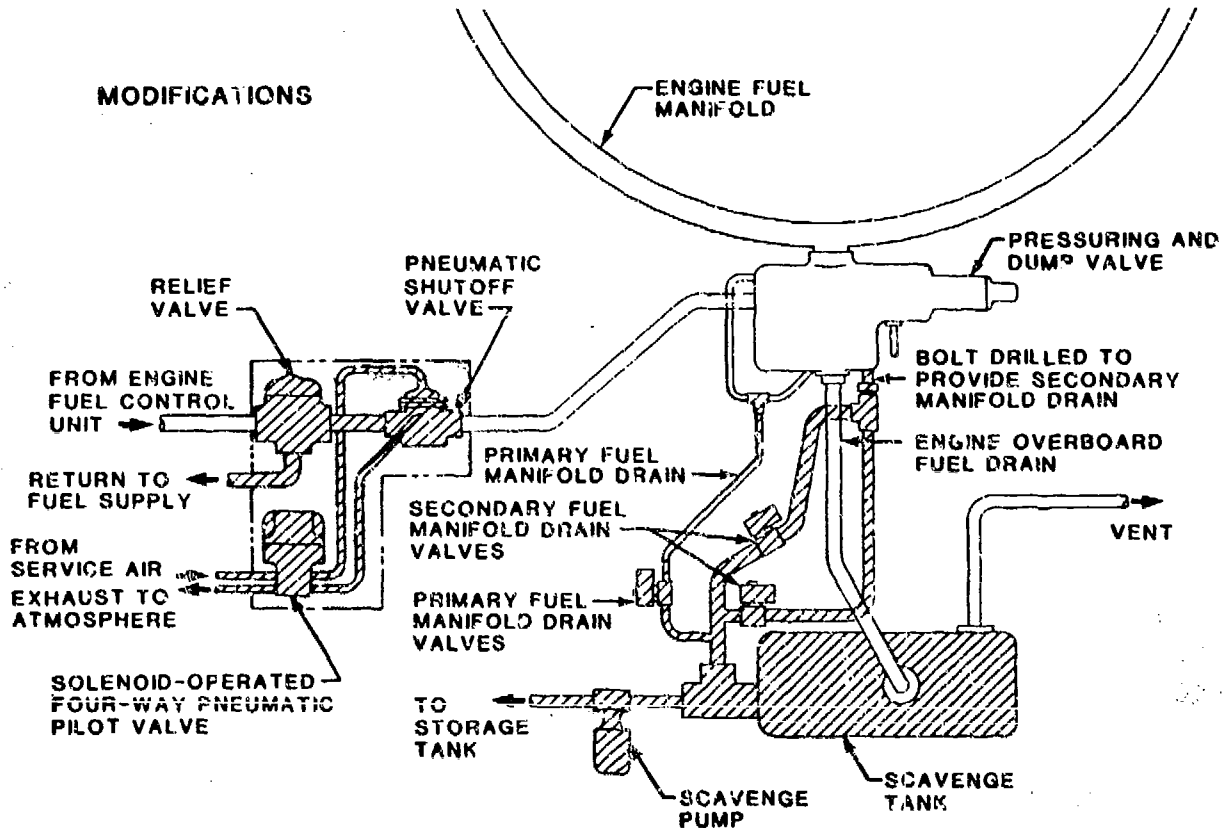 MODIFICATIONS
ENGINE FUEL
MANIFOLD
PRESSURING AND
DUMP VALVE
PNEUMATIC
SHUTOFF
VALVE
RELIEF
VALVE
FROM ENGINE
FUEL CONTROL
UNIT
BOLT DRILLED TO
PROVIDE SECONDARY
MANIFOLD DRAIN
ENGINE OVERBOARD
FUEL DRAIN
PRIMARY FUEL
MANIFOLD DRAIN
RETURN TO
FUEL SUPPLY
SECONDARY FUEL
MANIFOLD DRAIN
VALVES
VENT
FROM
SERVICE AIR
EXHAUST TO
ATMOSPHERE
PRIMARY FUEL
MANIFOLD DRAIN
VALVES
SOLENOID-OPERATED
FOUR-WAY PNEUMATIC
PILOT VALVE
TO
STORAGE
TANK
SCAVENGE
PUMP
SCAVENGE
TANK